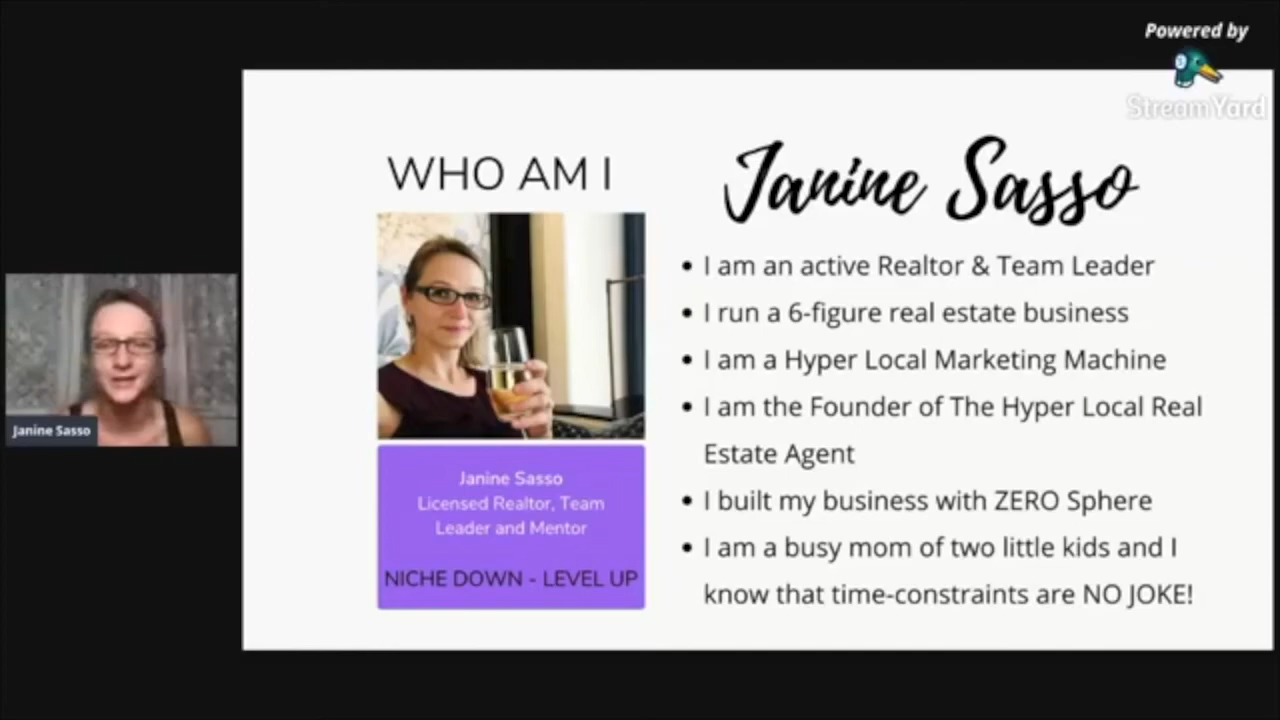 Powered by
StreamYard
WHO AM I
Janine Sasso
I am an active Realtor & Team Leader
I run a 6-figure real estate business
I am a Hyper Local Marketing Machine
I am the Founder of The Hyper Local Real
Estate Agent
I built my business with ZERO Sphere
I am a busy mom of two little kids and I
know that time-constraints are NO JOKE!
Janine Sasso
Licensed Realtor, Team
Leader and Mentor
NICHE DOWN - LEVEL UP
Janine Sasso